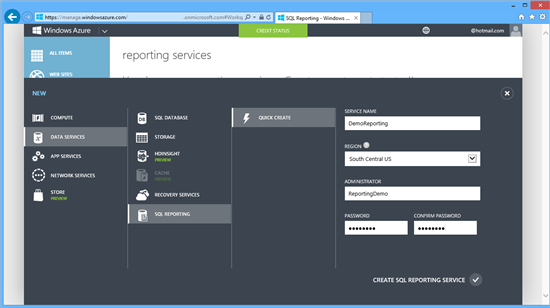 https://manage.windowsazure.com/
.onmicrosoft.com#Workspa
SQL Reporting - Windows ...
Windows Azure
CREDIT STATUS
@hotmail.com
ALL ITEMS
WEB SITES
reporting services
NEW
COMPUTE
DATA SERVICES
APP SERVICES
NETWORK SERVICES
STORE
PREVIEW
SQL DATABASE
STORAGE
HDINSIGHT
PREVIEW
CACHE
PREVIEW
RECOVERY SERVICES
SQL REPORTING
QUICK CREATE
SERVICE NAME
DemoReporting
REGION
South Central US
ADMINISTRATOR
ReportingDemo
PASSWORD CONFIRM PASSWORD
CREATE SQL REPORTING SERVICE